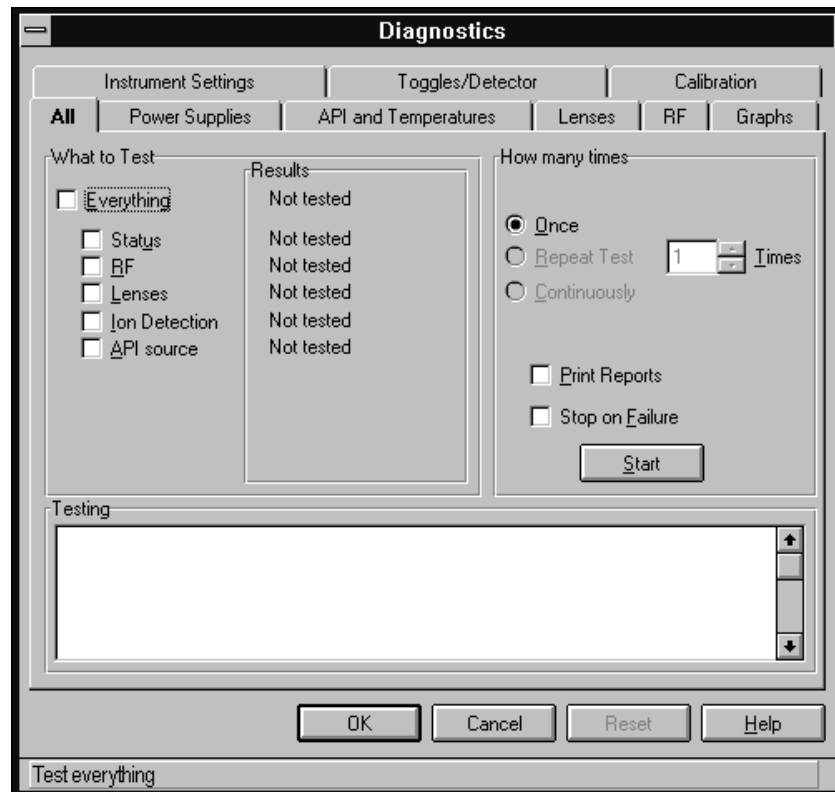 Diagnostics
Instrument Settings Toggles/Detector Calibration
All Power Supplies API and Temperatures Lenses RF Graphs
What to Test
Results
Everything Not tested
Status Not tested
RF Not tested
Lenses Not tested
Ion Detection Not tested
API source Not tested
How many times
Once
Repeat Test 1 Times
Continuously
Print Reports
Stop on Failure
Start
Testing
OK Cancel Reset Help
Test everything